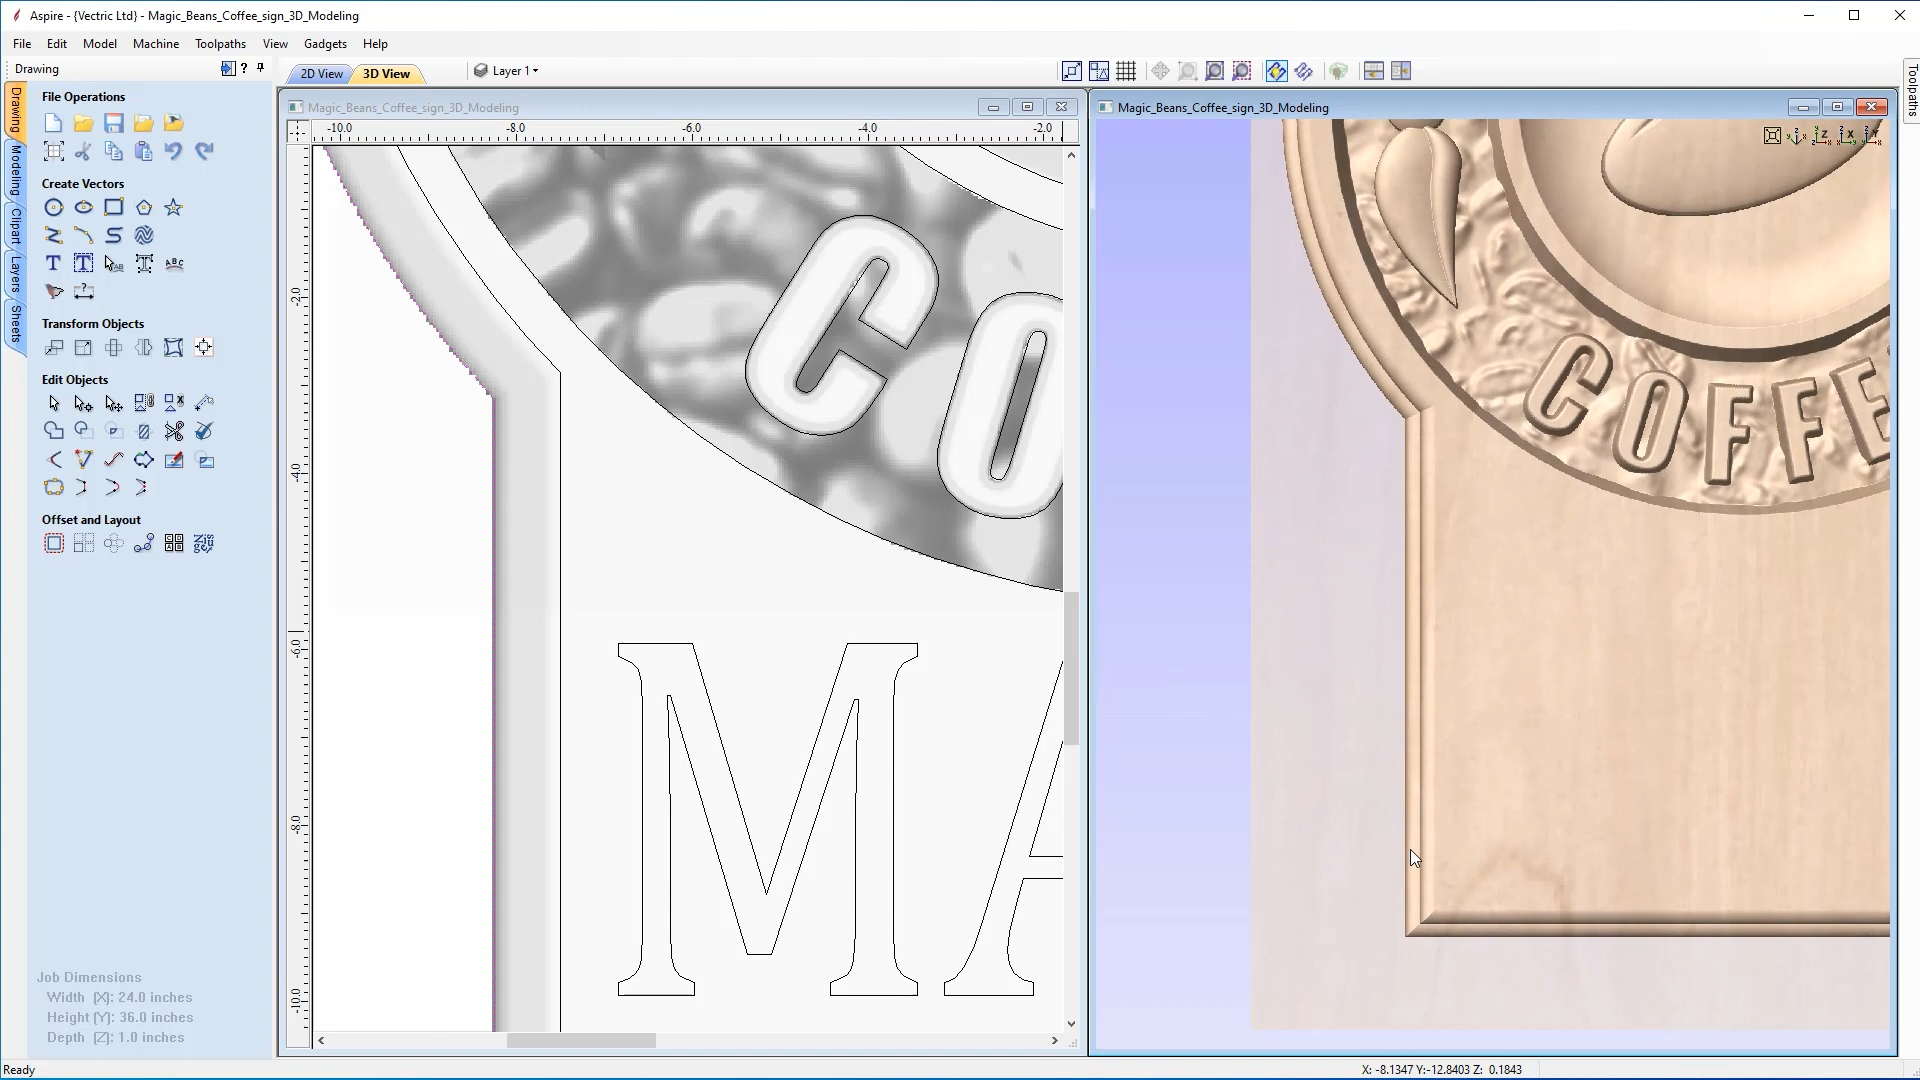 Aspire - {Vectric Ltd} - Magic_Beans_Coffee_sign_3D_Modeling
File Edit Model Machine Toolpaths View Gadgets Help
Drawing
2D View 3D View Layer 1
Toolpaths
Drawing
Modeling
Clipart
Layers
Sheets
File Operations
Create Vectors
Transform Objects
Edit Objects
Offset and Layout
Job Dimensions
Width (X): 24.0 inches
Height (Y): 36.0 inches
Depth (Z): 1.0 inches
Magic_Beans_Coffee_sign_3D_Modeling
-10.0 -8.0 -6.0 -4.0 -2.0
-2.0
-4.0
-6.0
-8.0
-10.0
CO
MA
Magic_Beans_Coffee_sign_3D_Modeling
COFFE
Ready
X: -8.1347 Y:-12.8403 Z: 0.1843